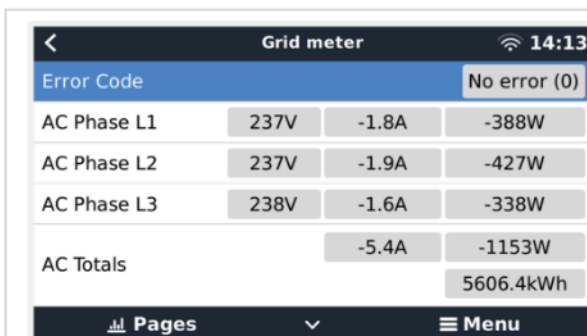 Grid meter 14:13
Error Code No error (0)
AC Phase L1 237V -1.8A -388W
AC Phase L2 237V -1.9A -427W
AC Phase L3 238V -1.6A -338W
AC Totals -5.4A -1153W
5606.4kWh
Pages Menu